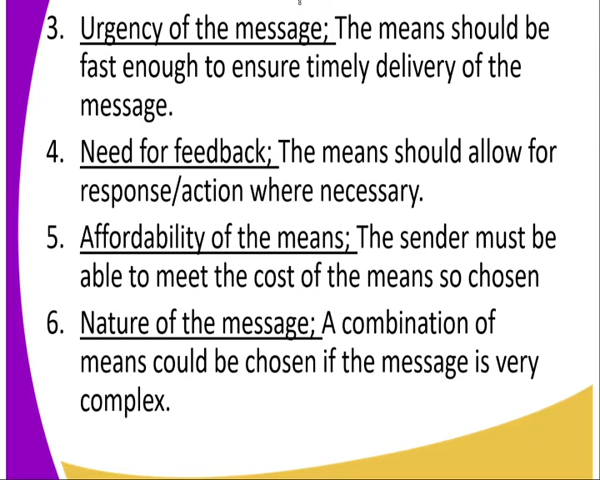 8
3. Urgency of the message; The means should be
fast enough to ensure timely delivery of the
message.
4. Need for feedback; The means should allow for
response/action where necessary.
5. Affordability of the means; The sender must be
able to meet the cost of the means so chosen
6. Nature of the message; A combination of
means could be chosen if the message is very
complex.